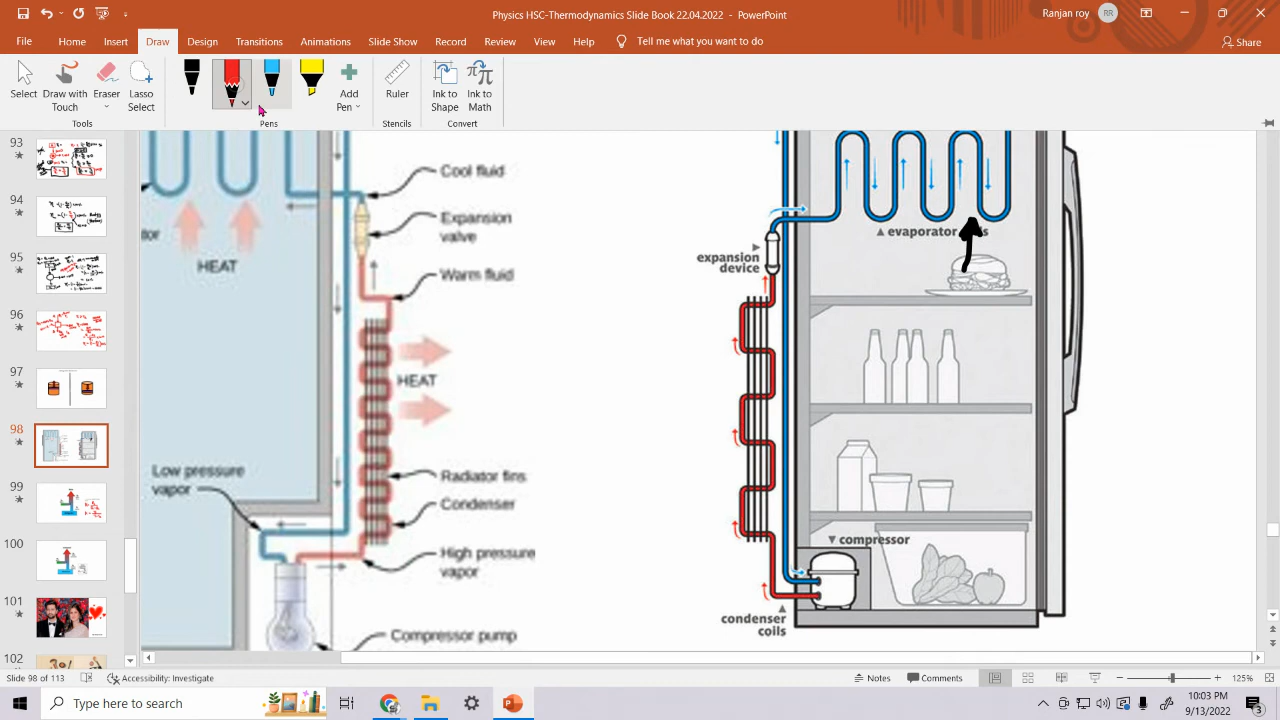 Physics HSC-Thermodynamics Slide Book 22.04.2022 - PowerPoint
Ranjan roy
RR
File
Home
Insert
Draw
Design
Transitions
Animations
Slide Show
Record
Review
View
Help
Tell me what you want to do
Share
Select
Draw with
Touch
Eraser
Lasso
Select
Add
Pen
Ruler
Ink to
Shape
Ink to
Math
Tools
Pens
Stencils
Convert
93
94
95
96
97
98
99
100
101
102
Cool fluid
Expansion
valve
tor
HEAT
Warm fluid
HEAT
Low pressure
vapor
Radiator fins
Condenser
High pressure
vapor
Compressor pump
evaporator
expansion
device
compressor
condenser
coils
Slide 98 of 113
Accessibility: Investigate
Notes
Comments
125%
Type here to search
10:03 PM
9/13/2022
3